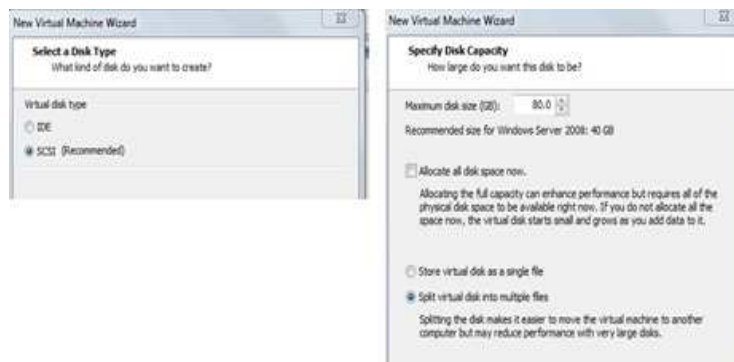 New Virtual Machine Wizard
Select a Disk Type
What kind of disk do you want to create?
Virtual disk type
IDE
SCSI (Recommended)
New Virtual Machine Wizard
Specify Disk Capacity
How large do you want this disk to be?
Maximum disk size (GB): 80.0
Recommended size for Windows Server 2008: 40 GB
Allocate all disk space now.
Allocating the full capacity can enhance performance but requires all of the
physical disk space to be available right now. If you do not allocate all the
space now, the virtual disk starts small and grows as you add data to it.
Store virtual disk as a single file
Split virtual disk into multiple files
Splitting the disk makes it easier to move the virtual machine to another
computer but may reduce performance with very large disks.